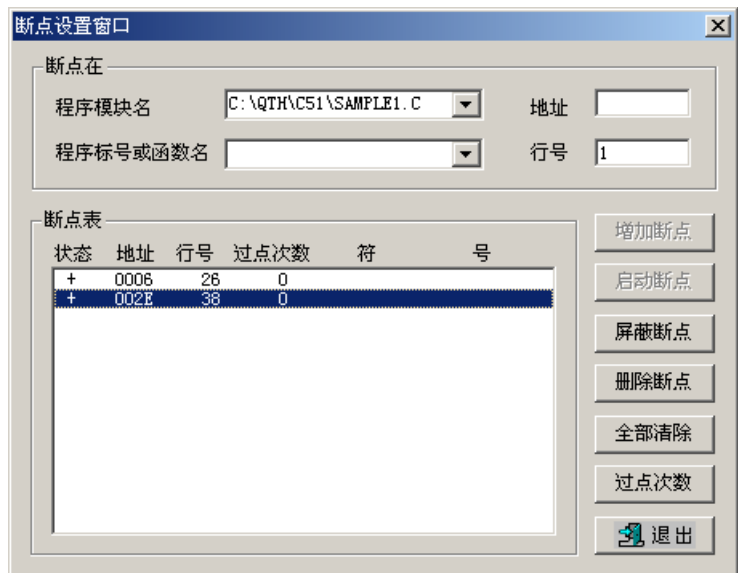 断点设置窗口
断点在
程序模块名 C:\QTH\C51\SAMPLE1.C 地址
程序标号或函数名 行号 1
断点表
状态 地址 行号 过点次数 符 号
+ 0006 26 0
+ 002E 38 0
增加断点
启动断点
屏蔽断点
删除断点
全部清除
过点次数
退出